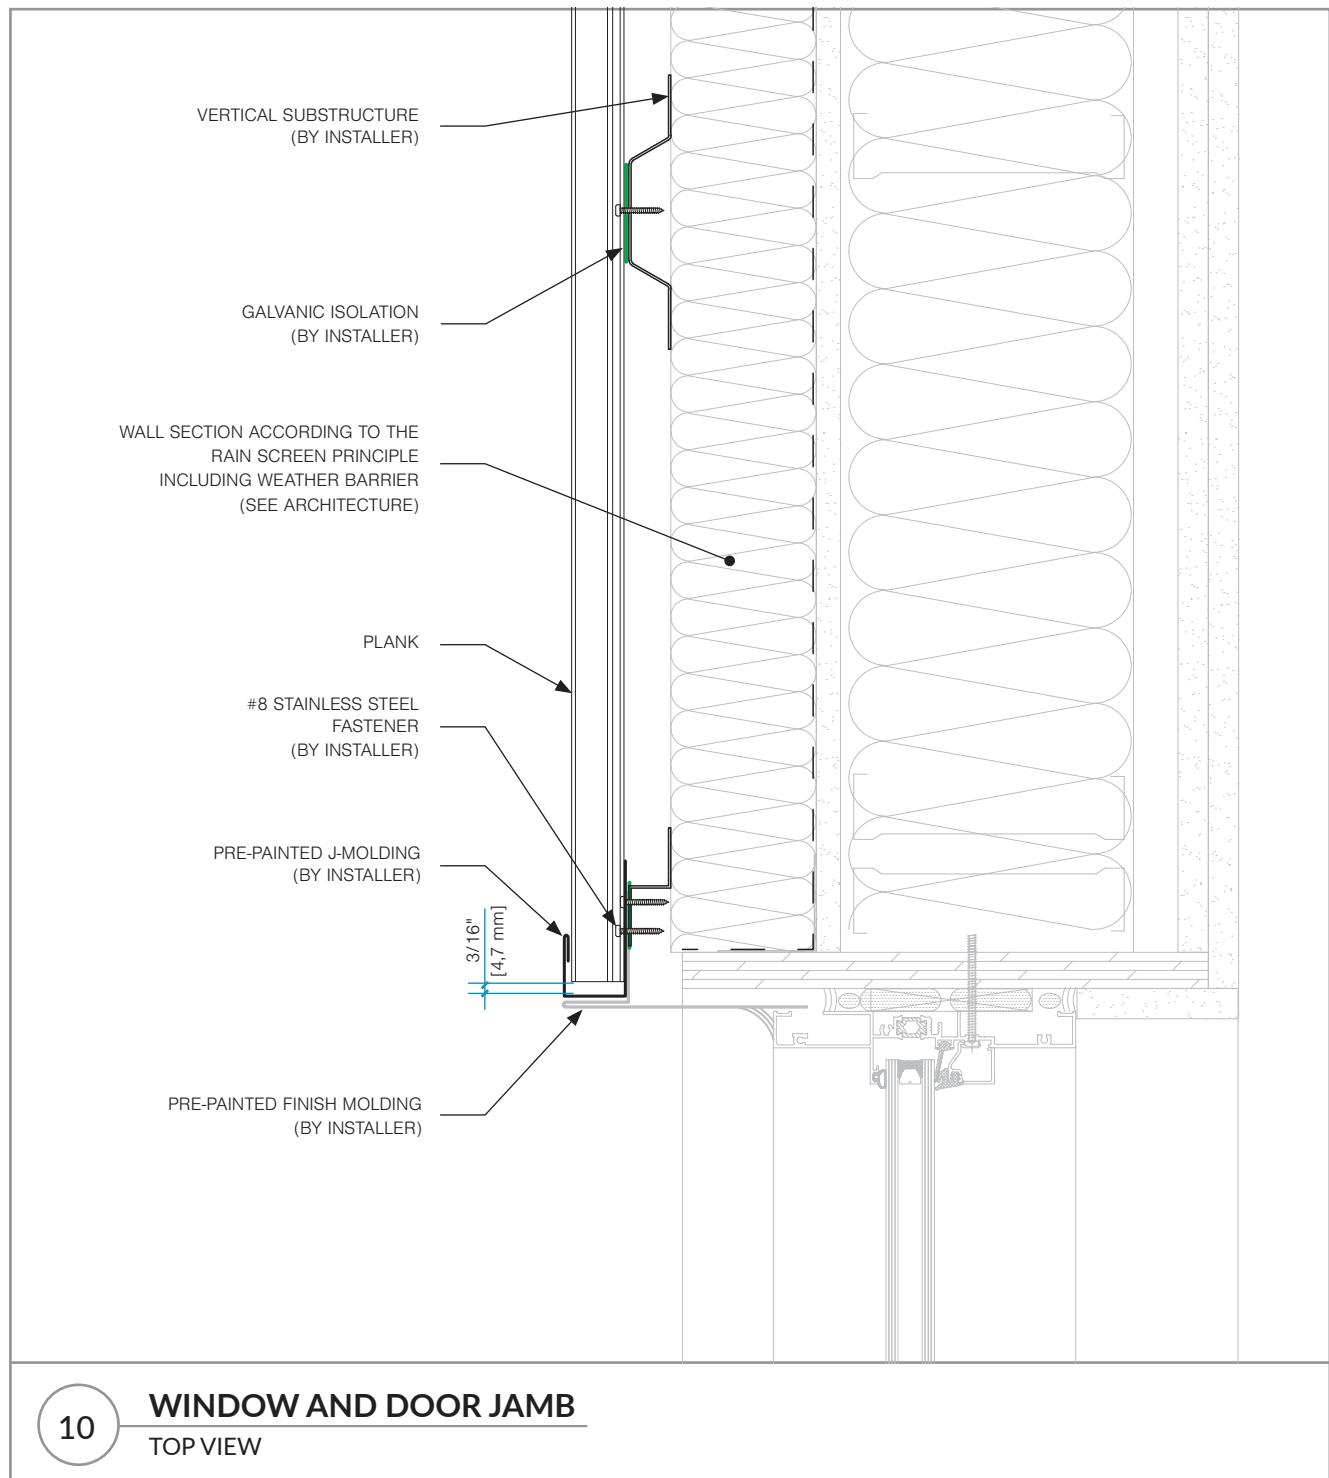 VERTICAL SUBSTRUCTURE
(BY INSTALLER)
GALVANIC ISOLATION
(BY INSTALLER)
WALL SECTION ACCORDING TO THE
RAIN SCREEN PRINCIPLE
INCLUDING WEATHER BARRIER
(SEE ARCHITECTURE)
PLANK
#8 STAINLESS STEEL
FASTENER
(BY INSTALLER)
PRE-PAINTED J-MOLDING
(BY INSTALLER)
3/16"
[4,7 mm]
PRE-PAINTED FINISH MOLDING
(BY INSTALLER)
10
WINDOW AND DOOR JAMB
TOP VIEW